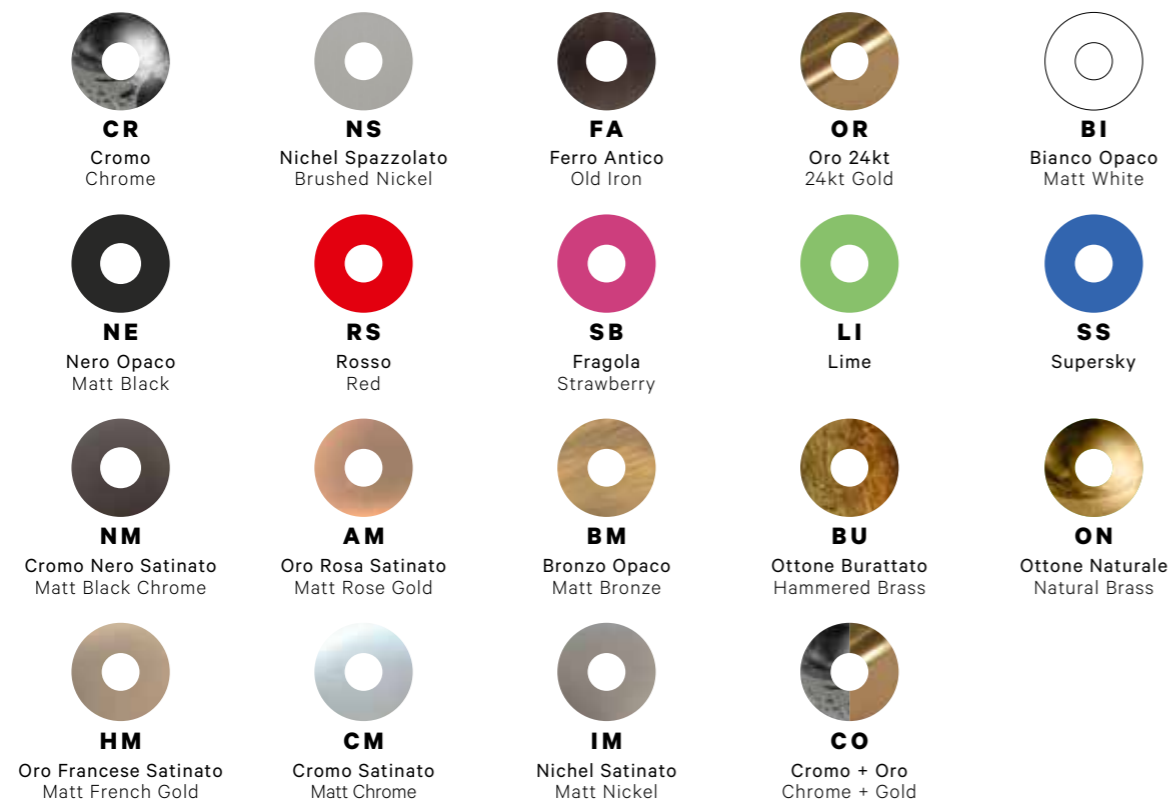 CR
Cromo
Chrome
NS
Nichel Spazzolato
Brushed Nickel
FA
Ferro Antico
Old Iron
OR
Oro 24kt
24kt Gold
BI
Bianco Opaco
Matt White
NE
Nero Opaco
Matt Black
RS
Rosso
Red
SB
Fragola
Strawberry
LI
Lime
SS
Supersky
NM
Cromo Nero Satinato
Matt Black Chrome
AM
Oro Rosa Satinato
Matt Rose Gold
BM
Bronzo Opaco
Matt Bronze
BU
Ottone Burattato
Hammered Brass
ON
Ottone Naturale
Natural Brass
HM
Oro Francese Satinato
Matt French Gold
CM
Cromo Satinato
Matt Chrome
IM
Nichel Satinato
Matt Nickel
CO
Cromo + Oro
Chrome + Gold